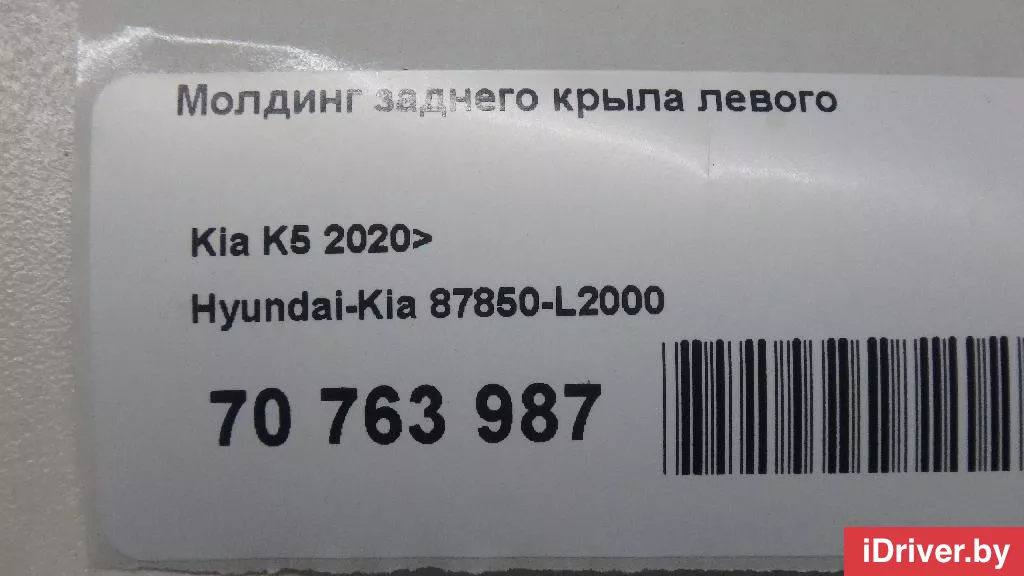 Молдинг заднего крыла левого
Kia K5 2020>
Hyundai-Kia 87850-L2000
70 763 987
iDriver.by